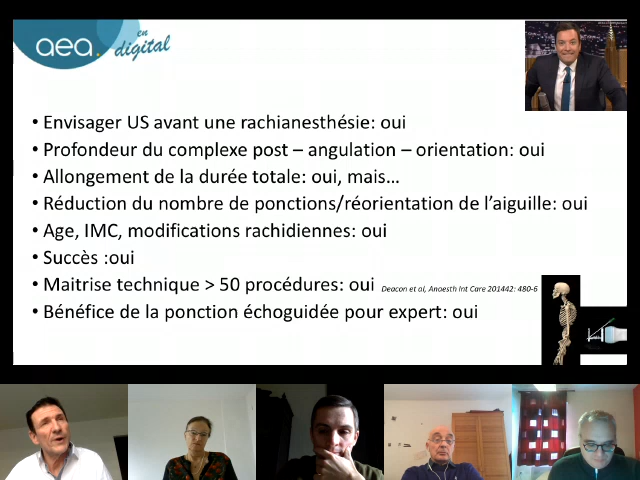 aea. en
digital
• Envisager US avant une rachianesthésie: oui
• Profondeur du complexe post – angulation – orientation: oui
• Allongement de la durée totale: oui, mais...
• Réduction du nombre de ponctions/réorientation de l'aiguille: oui
• Age, IMC, modifications rachidiennes: oui
• Succès :oui
• Maitrise technique > 50 procédures: oui Deacon et al, Anaesth Int Care 201442: 480-6
• Bénéfice de la ponction échoguidée pour expert: oui